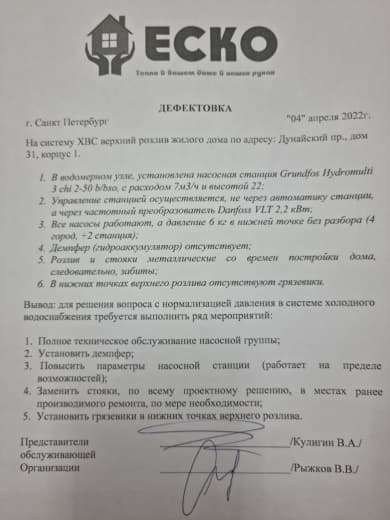 ЕСКО
Тепло в Вашем доме в наших руках
ДЕФЕКТОВКА
г. Санкт Петербург "04" апреля 2022г.
На систему ХВС верхний розлив жилого дома по адресу: Дунайский пр., дом
31, корпус 1.
1. В водомерном узле, установлена насосная станция Grundfos Hydromulti
3 chi 2-50 b/bxo, с расходом 7м3/ч и высотой 22;
2. Управление станцией осуществляется, не через автоматику станции,
а через частотный преобразователь Danfoss VLT 2,2 кВт;
3. Все насосы работают, а давление 6 кг в нижней точке без разбора (4
город, +2 станция);
4. Демпфер (гидроаккумулятор) отсутствует;
5. Розлив и стояки металлические со времен постройки дома,
следовательно, забиты;
6. В нижних точках верхнего розлива отсутствуют грязевики.
Вывод: для решения вопроса с нормализацией давления в системе холодного
водоснабжения требуется выполнить ряд мероприятий:
1. Полное техническое обслуживание насосной группы;
2. Установить демпфер;
3. Повысить параметры насосной станции (работает на пределе
возможностей);
4. Заменить стояки, по всему проектному решению, в местах ранее
производимого ремонта, по мере необходимости;
5. Установить грязевики в нижних точках верхнего розлива.
Представители /Кулигин В.А./
обслуживающей
Организации /Рыжков В.В./